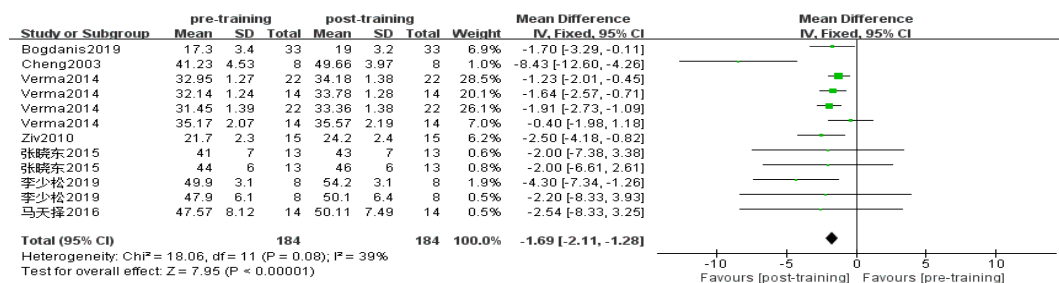 pre-training post-training Mean Difference Mean Difference
Study or Subgroup Mean SD Total Mean SD Total Weight IV, Fixed, 95% CI IV, Fixed, 95% CI
Bogdanis2019 17.3 3.4 33 19 3.2 33 6.9% -1.70 [-3.29, -0.11]
Cheng2003 41.23 4.53 8 49.66 3.97 8 1.0% -8.43 [-12.60, -4.26]
Verma2014 32.95 1.27 22 34.18 1.38 22 28.5% -1.23 [-2.01, -0.45]
Verma2014 32.14 1.24 14 33.78 1.28 14 20.1% -1.64 [-2.57, -0.71]
Verma2014 31.45 1.39 22 33.36 1.38 22 26.1% -1.91 [-2.73, -1.09]
Verma2014 35.17 2.07 14 35.57 2.19 14 7.0% -0.40 [-1.98, 1.18]
Ziv2010 21.7 2.3 15 24.2 2.4 15 6.2% -2.50 [-4.18, -0.82]
张晓东2015 41 7 13 43 7 13 0.6% -2.00 [-7.38, 3.38]
张晓东2015 44 6 13 46 6 13 0.8% -2.00 [-6.61, 2.61]
李少松2019 49.9 3.1 8 54.2 3.1 8 1.9% -4.30 [-7.34, -1.26]
李少松2019 47.9 6.1 8 50.1 6.4 8 0.5% -2.20 [-8.33, 3.93]
马天择2016 47.57 8.12 14 50.11 7.49 14 0.5% -2.54 [-8.33, 3.25]
Total (95% CI) 184 184 100.0% -1.69 [-2.11, -1.28]
Heterogeneity: Chi² = 18.06, df = 11 (P = 0.08); I² = 39%
Test for overall effect: Z = 7.95 (P < 0.00001)
-10 -5 0 5 10
Favours [post-training] Favours [pre-training]